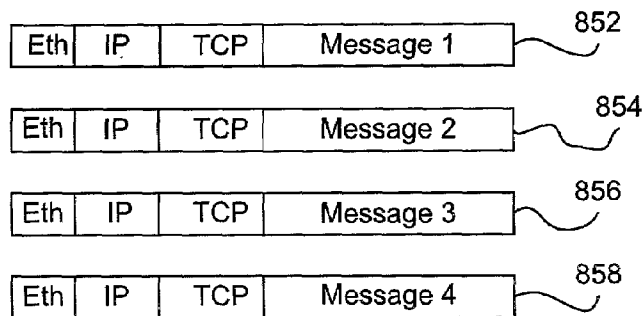 852
Eth IP TCP Message 1
854
Eth IP TCP Message 2
856
Eth IP TCP Message 3
858
Eth IP TCP Message 4